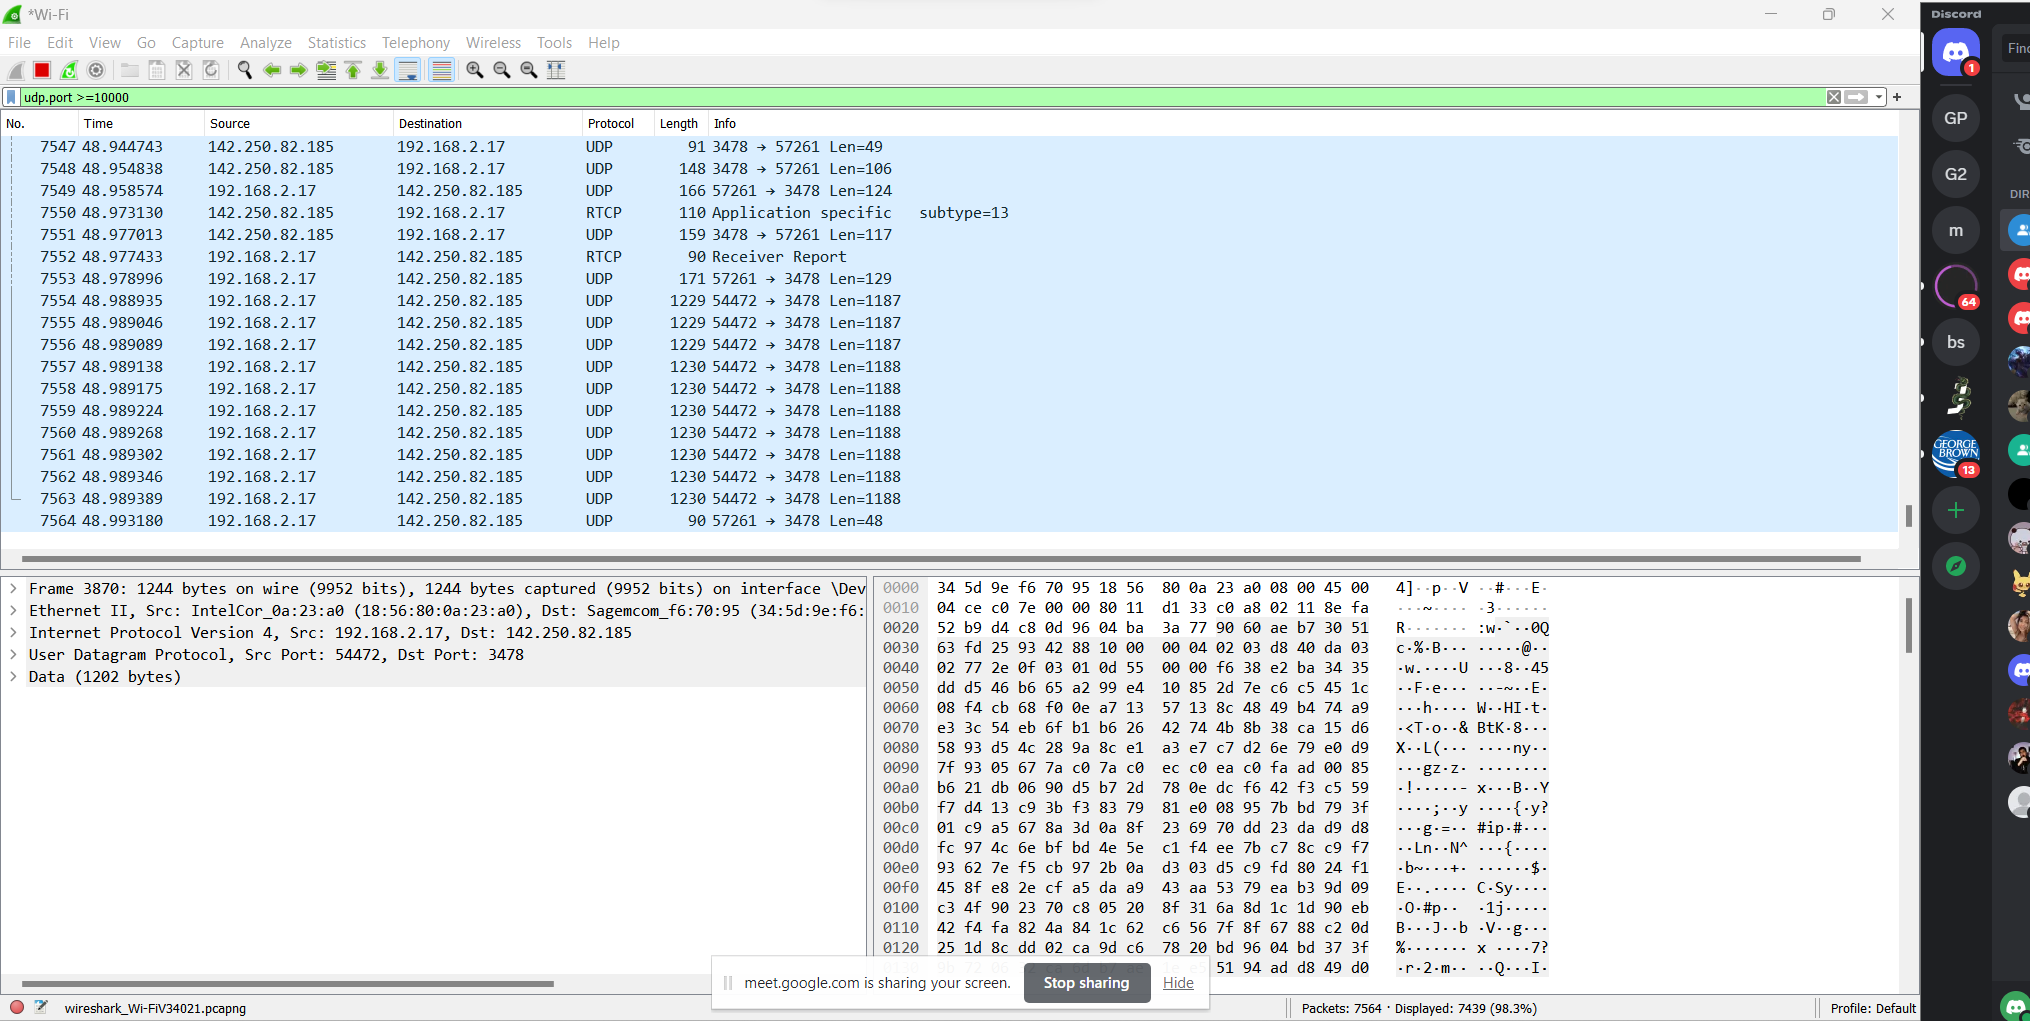 *Wi-Fi
File Edit View Go Capture Analyze Statistics Telephony Wireless Tools Help
udp.port >=10000
No. Time Source Destination Protocol Length Info
7547 48.944743 142.250.82.185 192.168.2.17 UDP 91 3478 → 57261 Len=49
7548 48.954838 142.250.82.185 192.168.2.17 UDP 148 3478 → 57261 Len=106
7549 48.958574 192.168.2.17 142.250.82.185 UDP 166 57261 → 3478 Len=124
7550 48.973130 142.250.82.185 192.168.2.17 RTCP 110 Application specific subtype=13
7551 48.977013 142.250.82.185 192.168.2.17 UDP 159 3478 → 57261 Len=117
7552 48.977433 192.168.2.17 142.250.82.185 RTCP 90 Receiver Report
7553 48.978996 192.168.2.17 142.250.82.185 UDP 171 57261 → 3478 Len=129
7554 48.988935 192.168.2.17 142.250.82.185 UDP 1229 54472 → 3478 Len=1187
7555 48.989046 192.168.2.17 142.250.82.185 UDP 1229 54472 → 3478 Len=1187
7556 48.989089 192.168.2.17 142.250.82.185 UDP 1229 54472 → 3478 Len=1187
7557 48.989138 192.168.2.17 142.250.82.185 UDP 1230 54472 → 3478 Len=1188
7558 48.989175 192.168.2.17 142.250.82.185 UDP 1230 54472 → 3478 Len=1188
7559 48.989224 192.168.2.17 142.250.82.185 UDP 1230 54472 → 3478 Len=1188
7560 48.989268 192.168.2.17 142.250.82.185 UDP 1230 54472 → 3478 Len=1188
7561 48.989302 192.168.2.17 142.250.82.185 UDP 1230 54472 → 3478 Len=1188
7562 48.989346 192.168.2.17 142.250.82.185 UDP 1230 54472 → 3478 Len=1188
7563 48.989389 192.168.2.17 142.250.82.185 UDP 1230 54472 → 3478 Len=1188
7564 48.993180 192.168.2.17 142.250.82.185 UDP 90 57261 → 3478 Len=48
Frame 3870: 1244 bytes on wire (9952 bits), 1244 bytes captured (9952 bits) on interface \Dev
Ethernet II, Src: IntelCor_0a:23:a0 (18:56:80:0a:23:a0), Dst: Sagemcom_f6:70:95 (34:5d:9e:f6:
Internet Protocol Version 4, Src: 192.168.2.17, Dst: 142.250.82.185
User Datagram Protocol, Src Port: 54472, Dst Port: 3478
Data (1202 bytes)
0000 34 5d 9e f6 70 95 18 56 80 0a 23 a0 08 00 45 00 4]··p··V ··#···E·
0010 04 ce c0 7e 00 00 80 11 d1 33 c0 a8 02 11 8e fa ···~···· ·3······
0020 52 b9 d4 c8 0d 96 04 ba 3a 77 90 60 ae b7 30 51 R······· :w·`··0Q
0030 63 fd 25 93 42 88 10 00 00 04 02 03 d8 40 da 03 c·%·B··· ·····@··
0040 02 77 2e 0f 03 01 0d 55 00 00 f6 38 e2 ba 34 35 ·w.····U ···8··45
0050 dd d5 46 b6 65 a2 99 e4 10 85 2d 7e c6 c5 45 1c ··F·e··· ··-~··E·
0060 08 f4 cb 68 f0 0e a7 13 57 13 8c 48 49 b4 74 a9 ···h···· W··HI·t·
0070 e3 3c 54 eb 6f b1 b6 26 42 74 4b 8b 38 ca 15 d6 ·<T·o··& BtK·8···
0080 58 93 d5 4c 28 9a 8c e1 a3 e7 c7 d2 6e 79 e0 d9 X··L(··· ····ny··
0090 7f 93 05 67 7a c0 7a c0 ec c0 ea c0 fa ad 00 85 ···gz·z· ········
00a0 b6 21 db 06 90 d5 b7 2d 78 0e dc f6 42 f3 c5 59 ·!·····- x···B··Y
00b0 f7 d4 13 c9 3b f3 83 79 81 e0 08 95 7b bd 79 3f ····;··y ····{·y?
00c0 01 c9 a5 67 8a 3d 0a 8f 23 69 70 dd 23 da d9 d8 ···g·=·· #ip·#···
00d0 fc 97 4c 6e bf bd 4e 5e c1 f4 ee 7b c7 8c c9 f7 ··Ln··N^ ···{····
00e0 93 62 7e f5 cb 97 2b 0a d3 03 d5 c9 fd 80 24 f1 ·b~···+· ······$·
00f0 45 8f e8 2e cf a5 da a9 43 aa 53 79 ea b3 9d 09 E··.···· C·Sy····
0100 c3 4f 90 23 70 c8 05 20 8f 31 6a 8d 1c 1d 90 eb ·O·#p·· ·1j·····
0110 42 f4 fa 82 4a 84 1c 62 c6 56 7f 8f 67 88 c2 0d B···J··b ·V··g···
0120 25 1d 8c dd 02 ca 9d c6 78 20 bd 96 04 bd 37 3f %······· x ····7?
51 94 ad d8 49 d0 ·r·2·m·· ··Q···I·
meet.google.com is sharing your screen. Stop sharing Hide
wireshark_Wi-FiV34021.pcapng
Packets: 7564 · Displayed: 7439 (98.3%)
Profile: Default
Discord
1
GP
G2
m
64
bs
GEORGE BROWN
13
Find
DIR